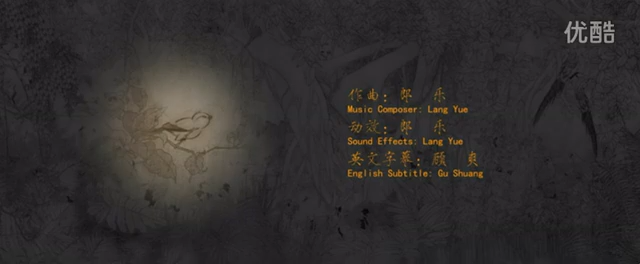 优酷
作曲：郎 乐
Music Composer: Lang Yue
动效：郎 乐
Sound Effects: Lang Yue
英文字幕：顾 爽
English Subtitle: Gu Shuang